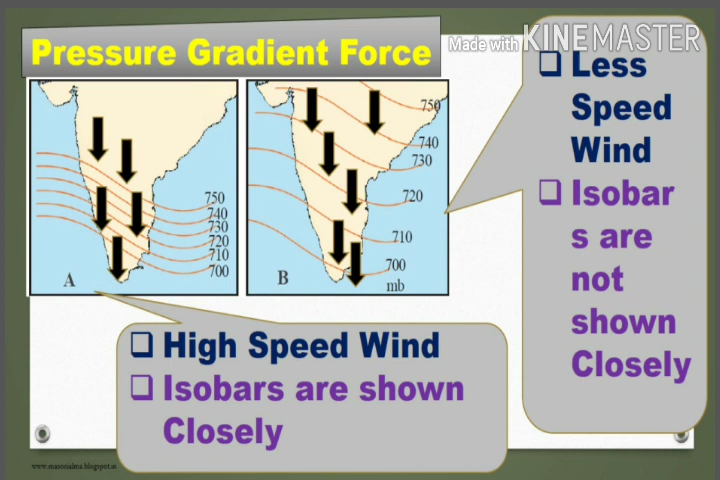 Pressure Gradient Force
Made with KINEMASTER
750
740
730
720
710
700
A
750
740
730
720
710
700
mb
B
Less
Speed
Wind
Isobar
s are
not
shown
Closely
High Speed Wind
Isobars are shown
Closely